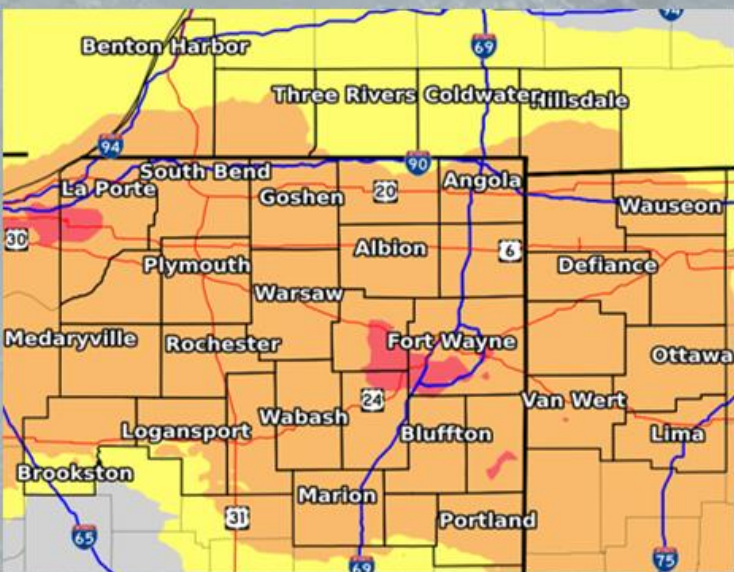 94
Benton Harbor
69
Three Rivers
Coldwater
Hillsdale
94
90
South Bend
La Porte
Goshen
20
Angola
Wauseon
30
Albion
6
Plymouth
Defiance
Warsaw
Medaryville
Rochester
Fort Wayne
Ottawa
24
Van Wert
Logansport
Wabash
Bluffton
Lima
Brookston
Marion
31
Portland
65
69
75